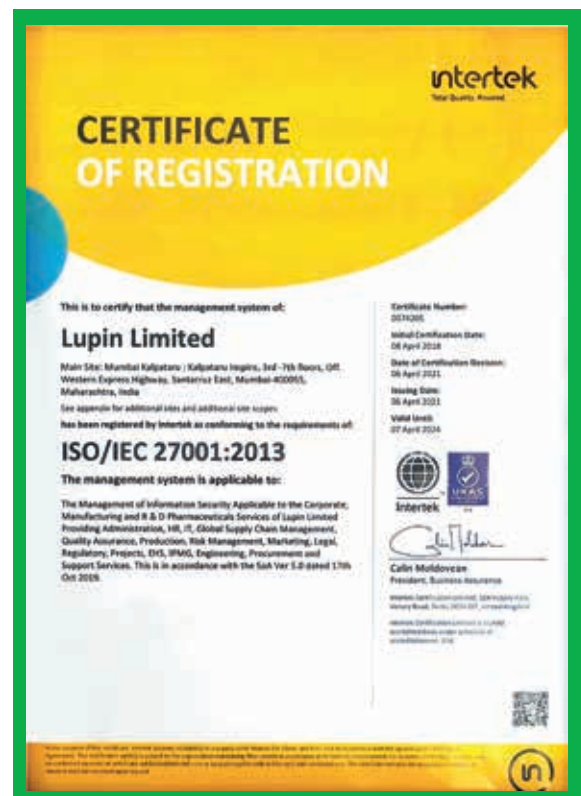 intertek
Total Quality. Assured.
CERTIFICATE
OF REGISTRATION
This is to certify that the management system of:
Lupin Limited
Main Site: Mumbai Kalpataru : Kalpataru Inspire, 3rd -7th floors, Off.
Western Express Highway, Santacruz East, Mumbai-400055,
Maharashtra, India
See appendix for additional sites and additional site scopes
has been registered by Intertek as conforming to the requirements of:
ISO/IEC 27001:2013
The management system is applicable to:
The Management of Information Security Applicable to the Corporate,
Manufacturing and R & D Pharmaceuticals Services of Lupin Limited
Providing Administration, HR, IT, Global Supply Chain Management,
Quality Assurance, Production, Risk Management, Marketing, Legal,
Regulatory, Projects, EHS, IPMG, Engineering, Procurement and
Support Services. This is in accordance with the SoA Ver 5.0 dated 17th
Oct 2019.
Certificate Number:
Initial Certification Date:
08 April 2018
Date of Certification Decision:
06 April 2021
Issuing Date:
06 April 2021
Valid Until:
07 April 2024
Intertek
UKAS
Calin Moldovean
President, Business Assurance